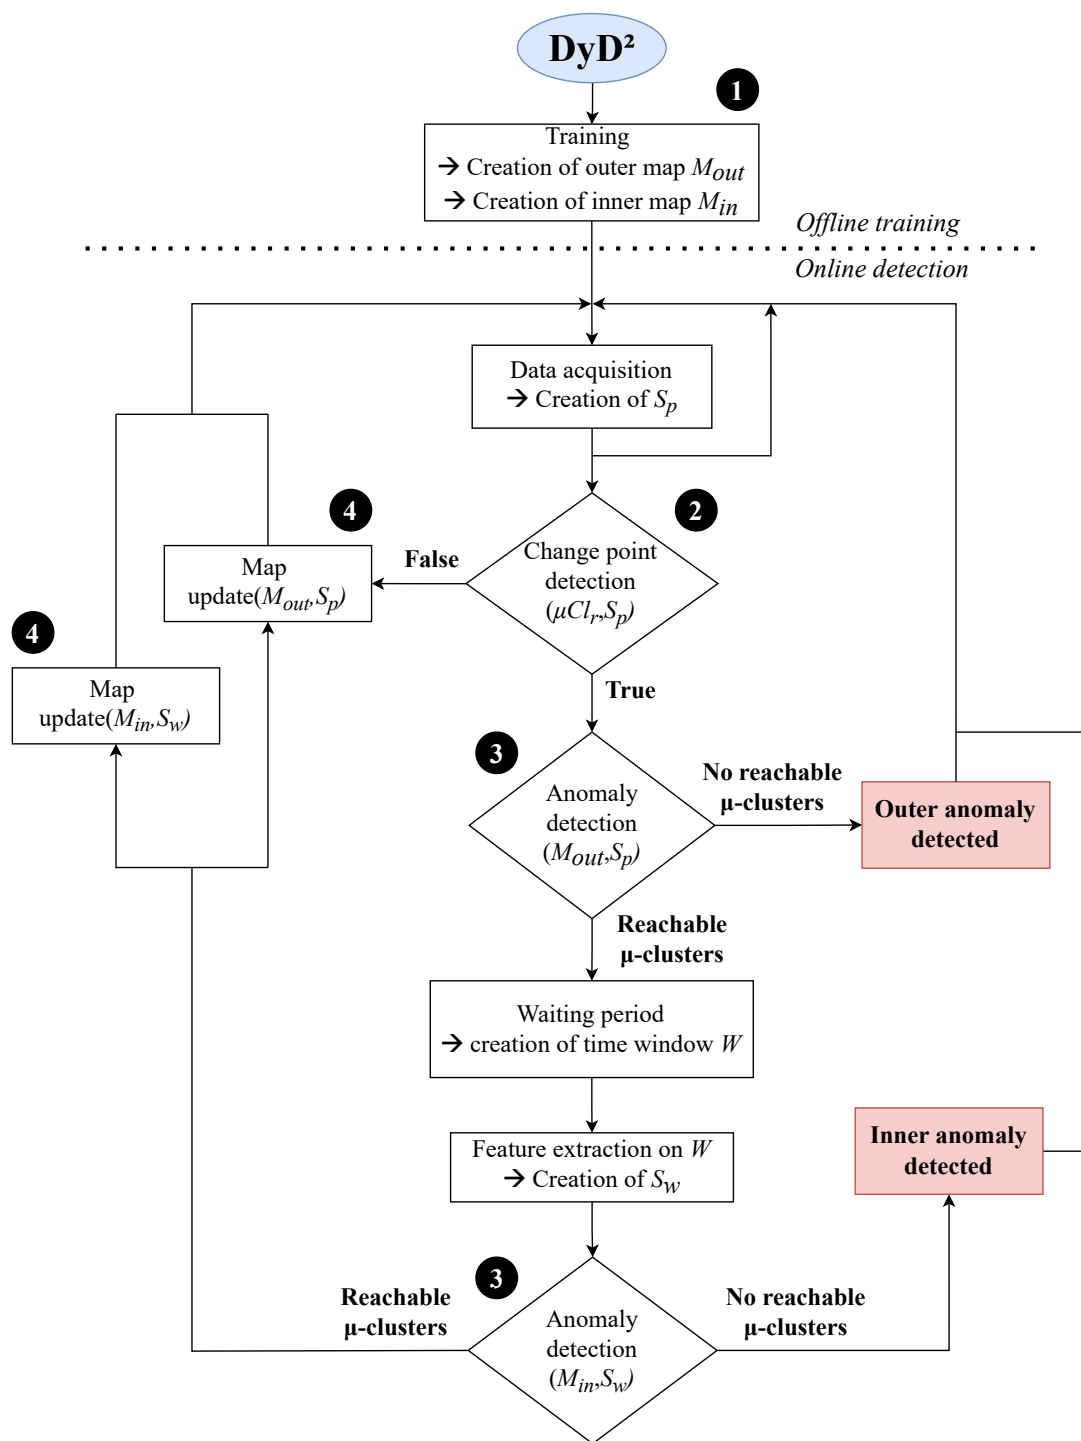 DyD²
1
Training
→ Creation of outer map M_out
→ Creation of inner map M_in
Offline training
Online detection
Data acquisition
→ Creation of S_p
2
Change point
detection
(μCl_r,S_p)
False
4
Map
update(M_out,S_p)
4
Map
update(M_in,S_w)
True
3
Anomaly
detection
(M_out,S_p)
No reachable
μ-clusters
Outer anomaly
detected
Reachable
μ-clusters
Waiting period
→ creation of time window W
Feature extraction on W
→ Creation of S_w
Inner anomaly
detected
3
Anomaly
detection
(M_in,S_w)
Reachable
μ-clusters
No reachable
μ-clusters